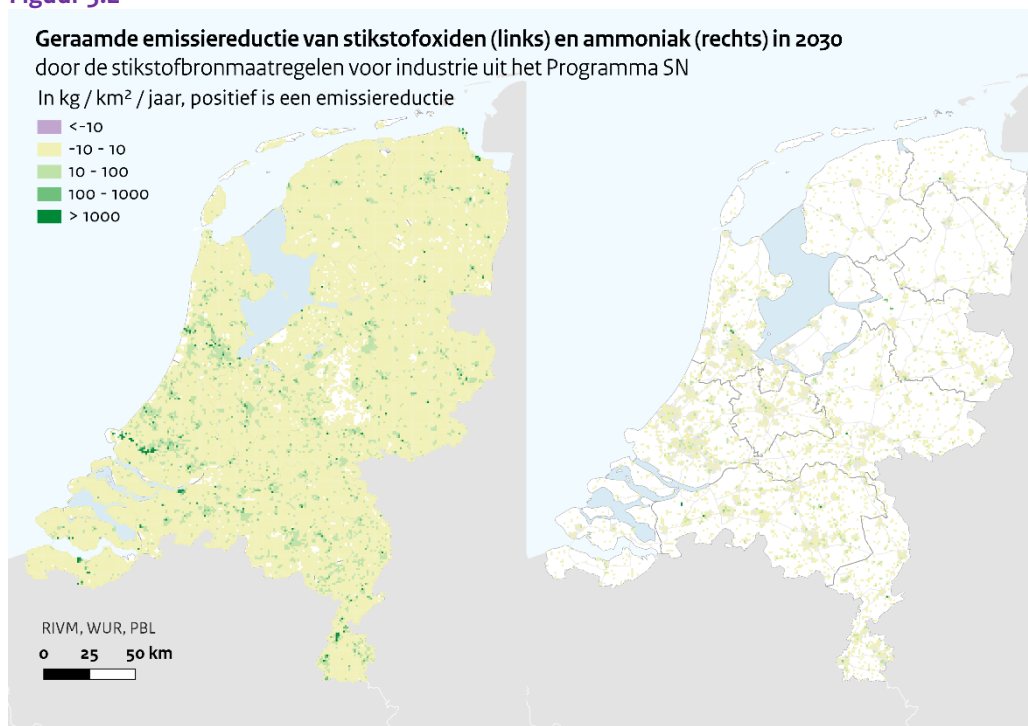 Geraamde emissiereductie van stikstofoxiden (links) en ammoniak (rechts) in 2030
door de stikstofbronmaatregelen voor industrie uit het Programma SN
In kg / km² / jaar, positief is een emissiereductie
<-10
-10 - 10
10 - 100
100 - 1000
> 1000
RIVM, WUR, PBL
0 25 50 km